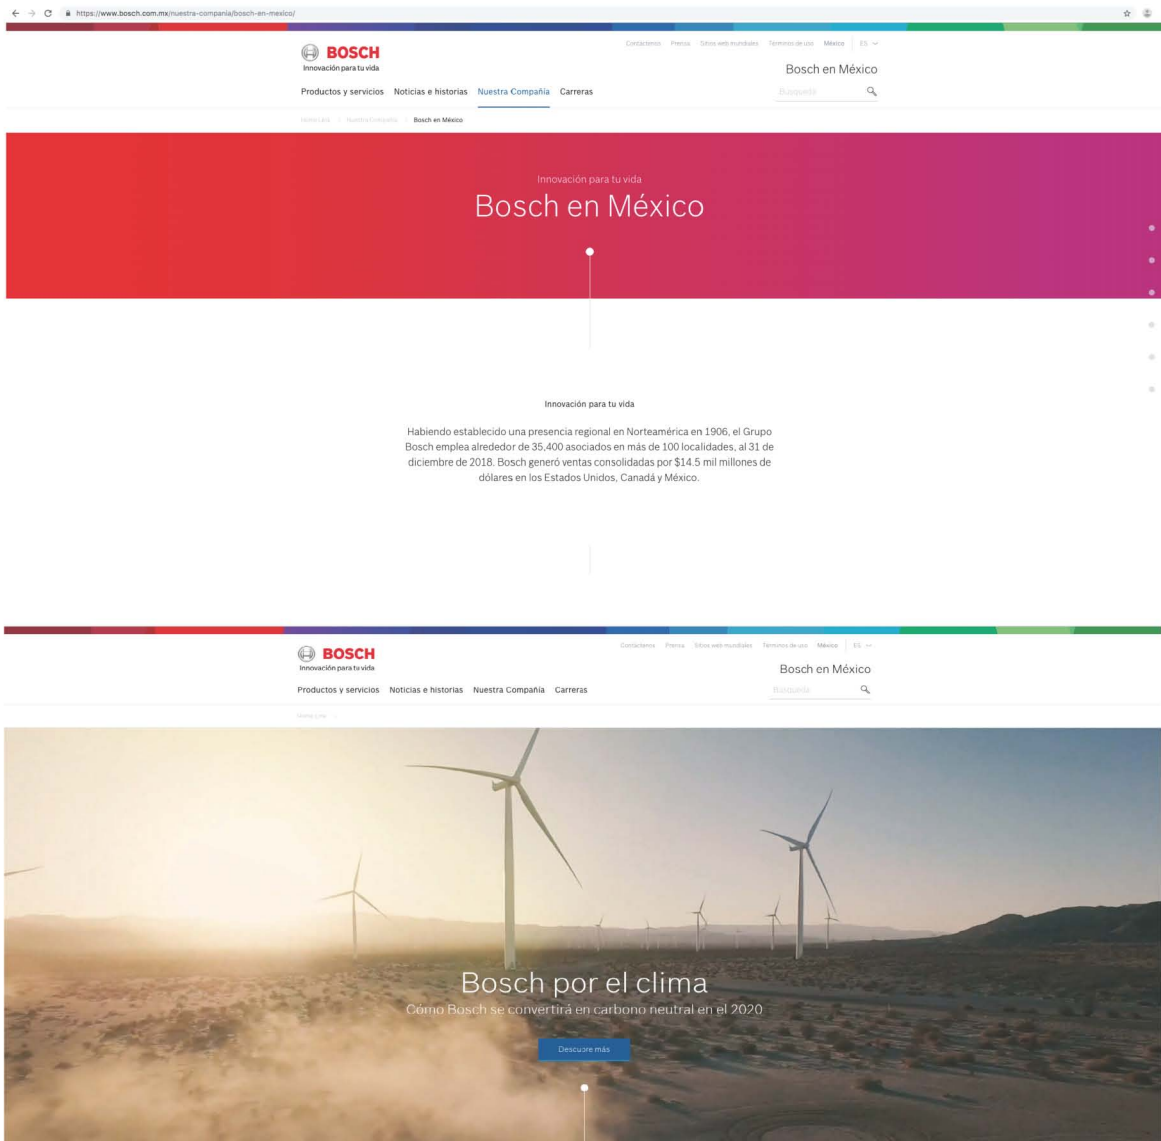 https://www.bosch.com.mx/nuestra-compania/bosch-en-mexico/
Contáctenos Prensa Sitios web mundiales Términos de uso México ES
BOSCH
Innovación para tu vida
Bosch en México
Productos y servicios Noticias e historias Nuestra Compañía Carreras
Búsqueda
Nuestra Compañía Bosch en México
Innovación para tu vida
Bosch en México
Innovación para tu vida
Habiendo establecido una presencia regional en Norteamérica en 1906, el Grupo
Bosch emplea alrededor de 35,400 asociados en más de 100 localidades, al 31 de
diciembre de 2018. Bosch generó ventas consolidadas por $14.5 mil millones de
dólares en los Estados Unidos, Canadá y México.
Contáctenos Prensa Sitios web mundiales Términos de uso México ES
BOSCH
Innovación para tu vida
Bosch en México
Productos y servicios Noticias e historias Nuestra Compañía Carreras
Búsqueda
Bosch por el clima
Cómo Bosch se convertirá en carbono neutral en el 2020
Descubre más